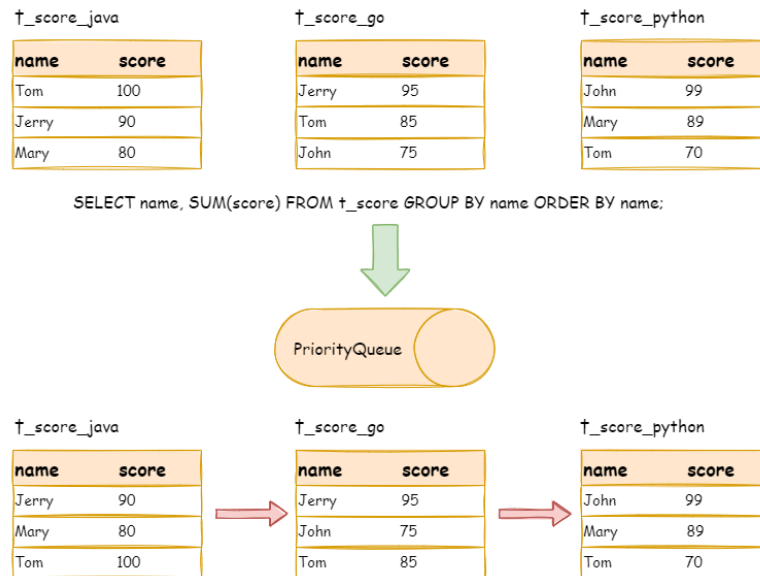 t_score_java t_score_go t_score_python
name score name score name score
Tom 100 Jerry 95 John 99
Jerry 90 Tom 85 Mary 89
Mary 80 John 75 Tom 70
SELECT name, SUM(score) FROM t_score GROUP BY name ORDER BY name;
PriorityQueue
t_score_java t_score_go t_score_python
name score name score name score
Jerry 90 Jerry 95 John 99
Mary 80 John 75 Mary 89
Tom 100 Tom 85 Tom 70